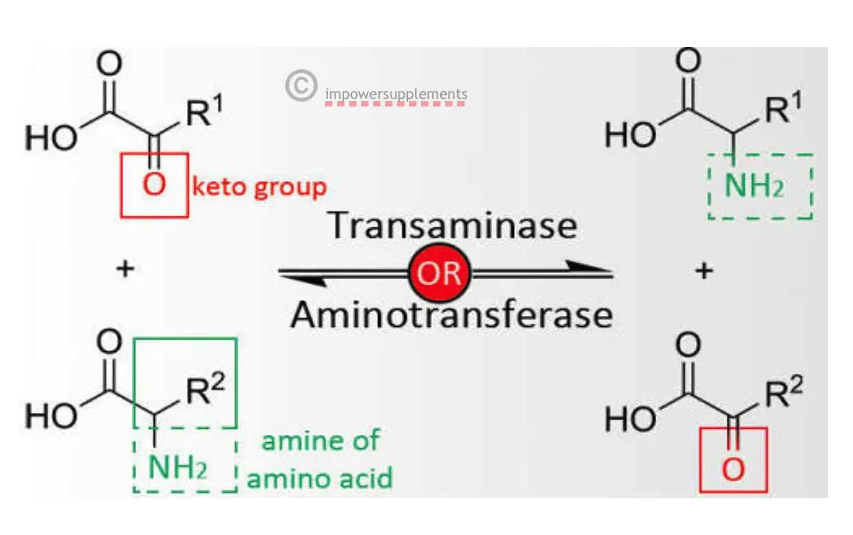 O
HO
R¹
O
keto group
© impowersupplements
O
HO
R¹
NH₂
+
Transaminase
OR
Aminotransferase
+
O
HO
R²
NH₂
amine of
amino acid
O
HO
R²
O